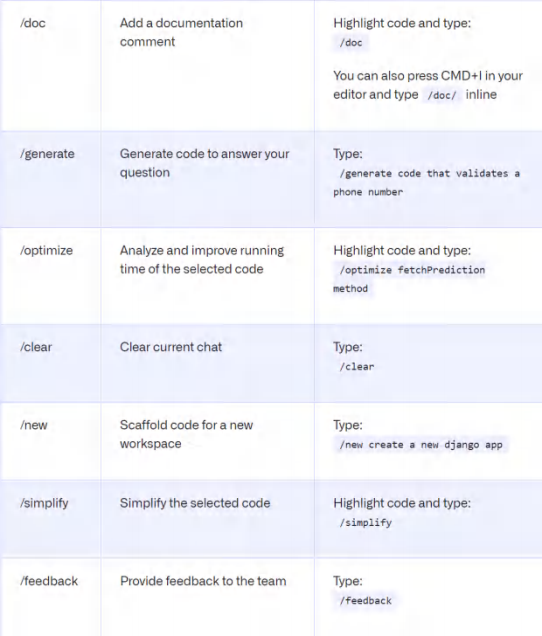 /doc
Add a documentation
comment
Highlight code and type:
/doc
You can also press CMD+I in your
editor and type /doc/ inline
/generate
Generate code to answer your
question
Type:
/generate code that validates a
phone number
/optimize
Analyze and improve running
time of the selected code
Highlight code and type:
/optimize fetchPrediction
method
/clear
Clear current chat
Type:
/clear
/new
Scaffold code for a new
workspace
Type:
/new create a new django app
/simplify
Simplify the selected code
Highlight code and type:
/simplify
/feedback
Provide feedback to the team
Type:
/feedback